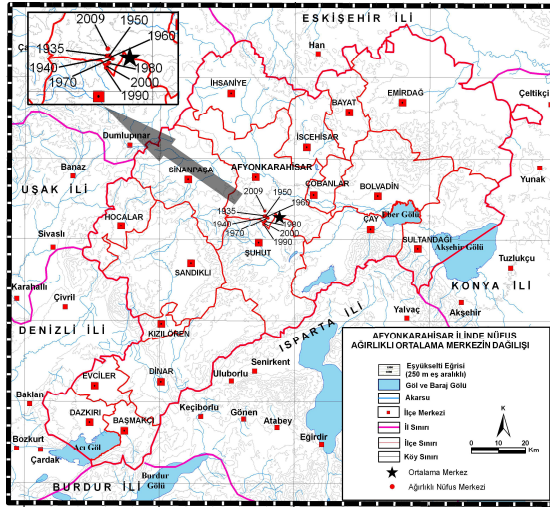 ESKİŞEHİR İLİ
2009
1950
1935
1960
1940
1980
1970
2000
1990
Han
Çeltikçi
İHSANİYE
EMİRDAĞ
BAYAT
Dumlupınar
İSCEHİSAR
Banaz
SİNANPAŞA
AFYONKARAHİSAR
Yunak
UŞAK İLİ
ÇOBANLAR
BOLVADİN
2009
1950
1960
HOCALAR
1935
Eber Gölü
1940
ÇAY
Sivaslı
1970
1980
2000
1990
ŞUHUT
SULTANDAĞI
Akşehir Gölü
Tuzlukçu
SANDIKLI
KONYA İLİ
Karahallı
Çivril
Yalvaç
Akşehir
DENİZLİ İLİ
KIZILÖREN
ISPARTA İLİ
Senirkent
EVCİLER
DİNAR
Uluborlu
Baklan
DAZKIRI
BAŞMAKÇI
Keçiborlu
Gönen
Atabey
Bozkurt
Acı Göl
Eğirdir
Çardak
Burdur
Gölü
BURDUR İLİ
AFYONKARAHİSAR İLİNDE NÜFUS
AĞIRLIKLI ORTALAMA MERKEZİN DAĞILIŞI
Eşyükselti Eğrisi
(250 m eş aralıklı)
Göl ve Baraj Gölü
Akarsu
İlçe Merkezi
İl Sınırı
İlçe Sınırı
Köy Sınırı
Ortalama Merkez
Ağırlıklı Nüfus Merkezi
K
0 10 20
Km